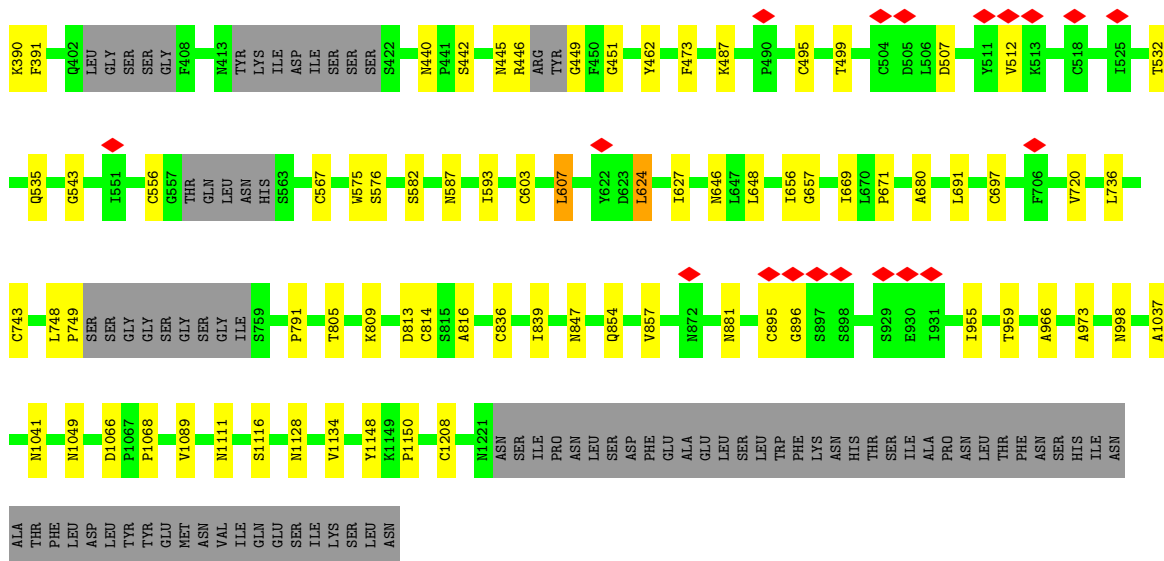 K390 F391 Q402 LEU GLY SER SER GLY F408 N413 TYR LYS ILE ASP ILE SER SER SER S422 N440 P441 S442 N445 R446 ARG TYR G449 F450 G451 Y462 F473 K487 P490 C495 T499 C504 D505 L506 D507 Y511 V512 K513 C518 I525 T532
Q535 G543 I551 C556 G557 THR GLN LEU ASN HIS S563 C567 W575 S576 S582 N587 I593 C603 L607 Y622 D623 L624 I627 N646 L647 L648 I656 G657 I669 L670 P671 A680 L691 C697 F706 V720 L736
C743 L748 P749 SER SER GLY GLY SER GLY SER GLY ILE S759 P791 T805 K809 D813 C814 S815 A816 C836 I839 N847 Q854 V857 N872 N881 C895 G896 S897 S898 S929 E930 I931 I955 T959 A966 A973 N998 A1037
N1041 N1049 D1066 P1067 P1068 V1089 N1111 S1116 N1128 V1134 Y1148 K1149 P1150 C1208 N1221 ASN SER ILE PRO ASN LEU SER ASP PHE GLU ALA GLU LEU SER LEU TRP PHE LYS ASN HIS THR SER ILE ALA PRO ASN LEU THR PHE ASN SER HIS ILE ASN
ALA THR PHE LEU ASP LEU TYR TYR GLU MET ASN VAL ILE GLN GLU SER ILE LYS SER LEU ASN